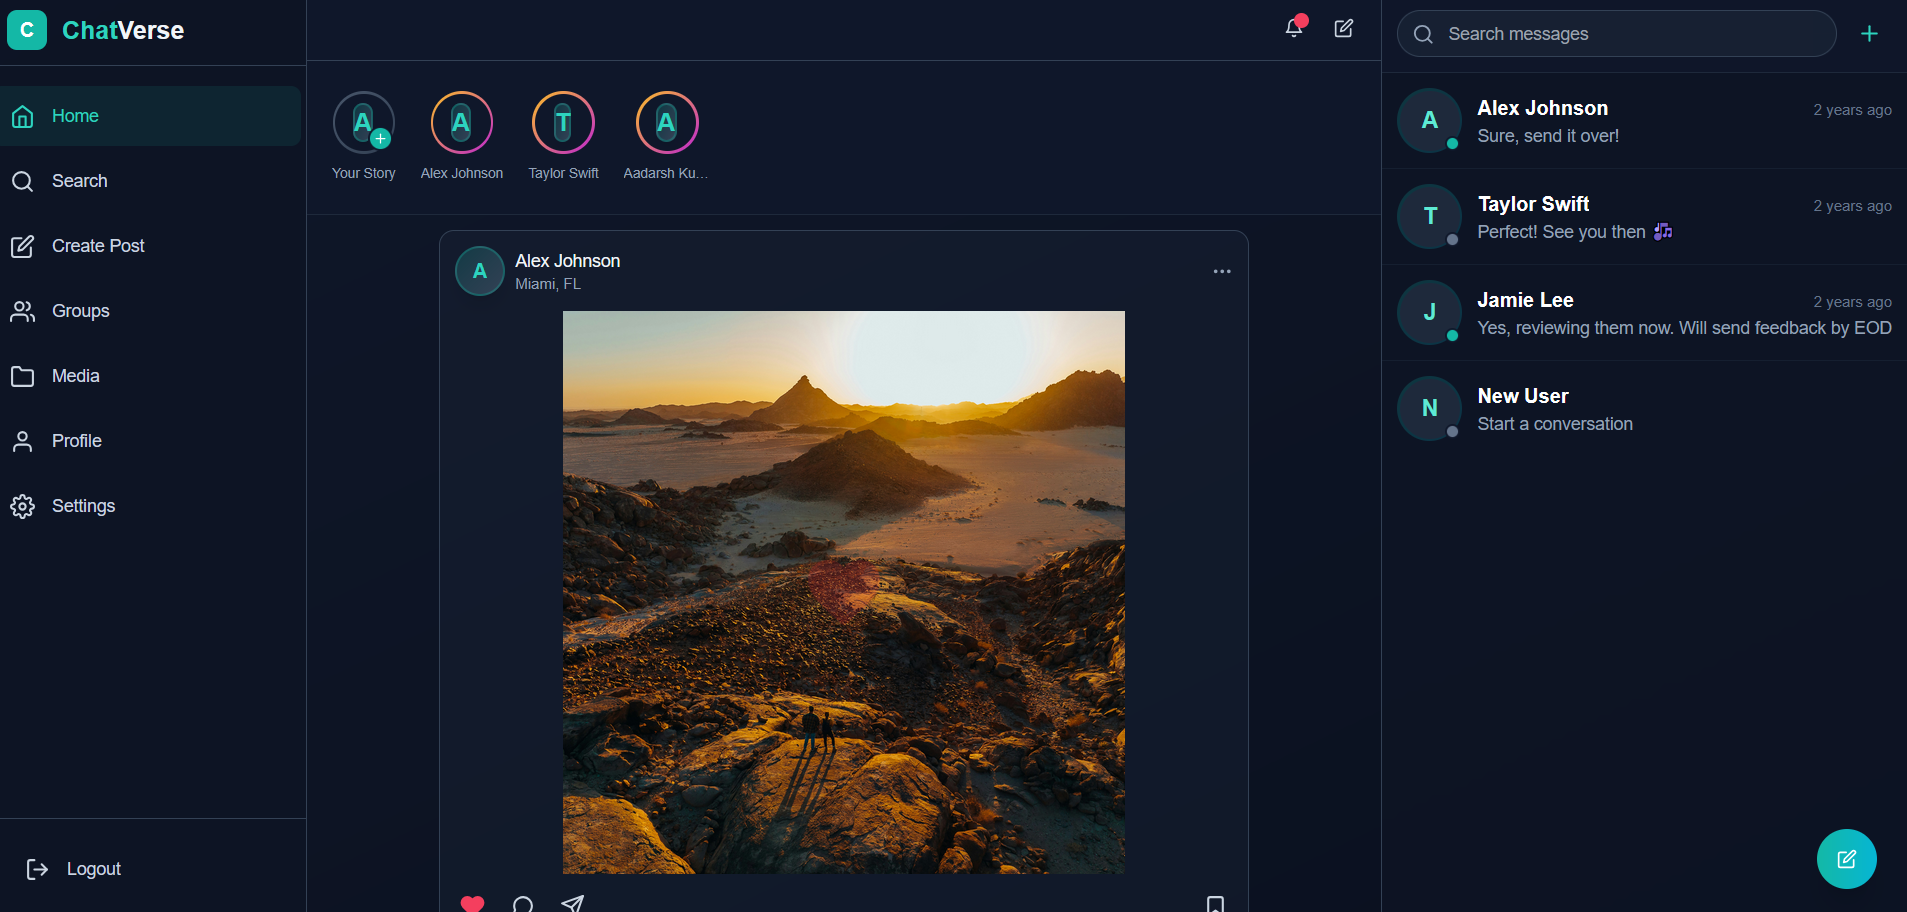 C ChatVerse
Home
Search
Create Post
Groups
Media
Profile
Settings
Logout
A
A
T
A
Your Story
Alex Johnson
Taylor Swift
Aadarsh Ku...
A
Alex Johnson
Miami, FL
Search messages
A
Alex Johnson
2 years ago
Sure, send it over!
T
Taylor Swift
2 years ago
Perfect! See you then 🎶
J
Jamie Lee
2 years ago
Yes, reviewing them now. Will send feedback by EOD
N
New User
Start a conversation